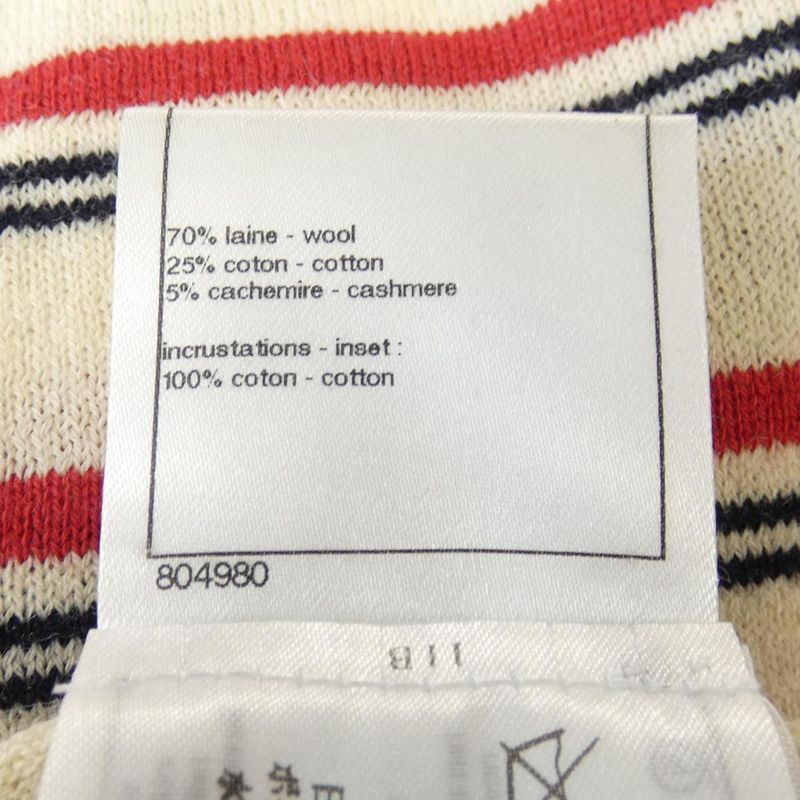 70% laine - wool
25% coton - cotton
5% cachemire - cashmere
incrustations - inset :
100% coton - cotton
804980
11B